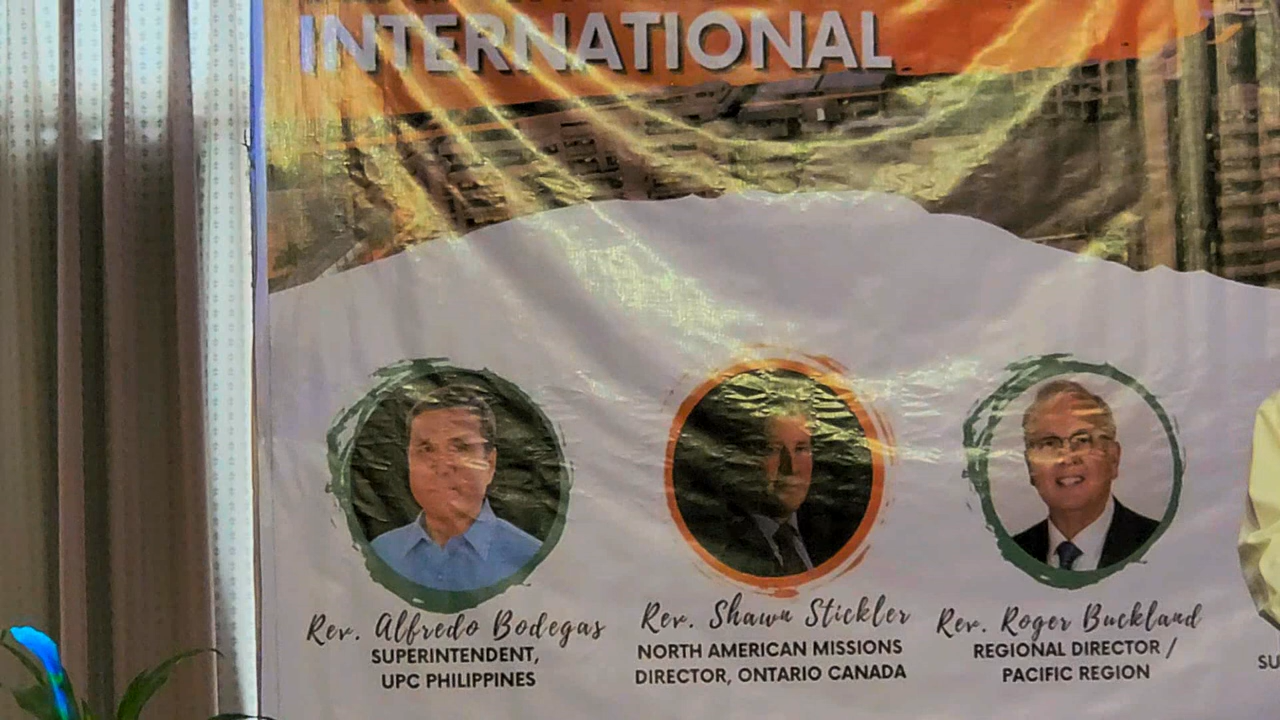 INTERNATIONAL
Rev. Alfredo Bodegas
SUPERINTENDENT,
UPC PHILIPPINES
Rev. Shawn Stickler
NORTH AMERICAN MISSIONS
DIRECTOR, ONTARIO CANADA
Rev. Roger Buckland
REGIONAL DIRECTOR /
PACIFIC REGION
SU